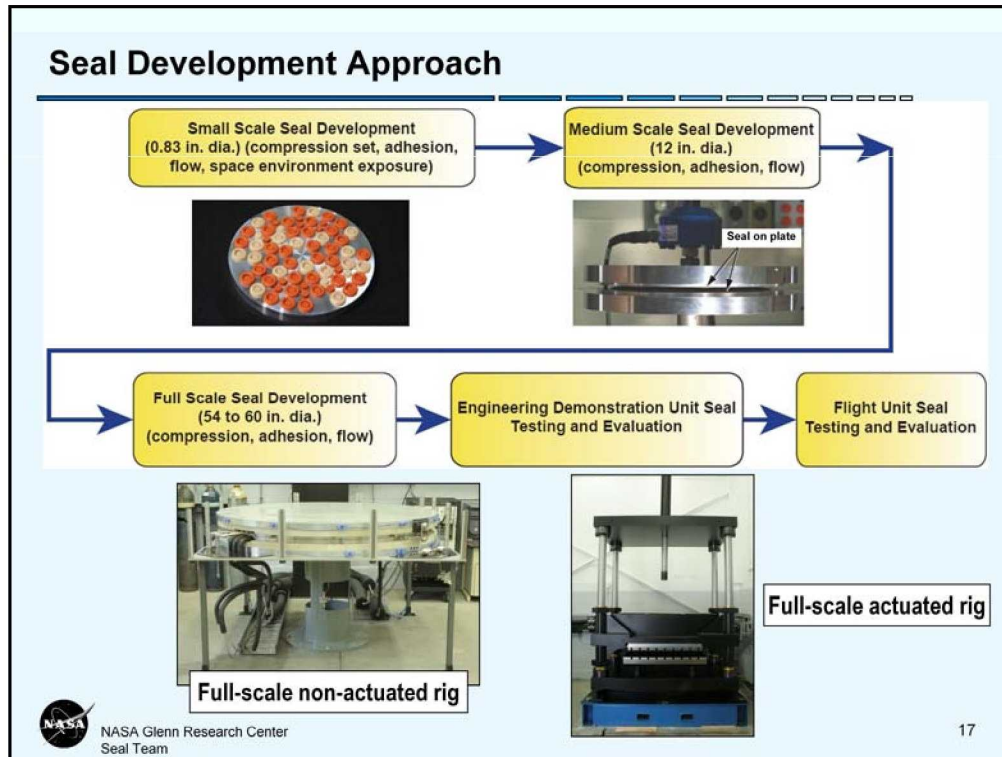 Seal Development Approach
Small Scale Seal Development
(0.83 in. dia.) (compression set, adhesion,
flow, space environment exposure)
Medium Scale Seal Development
(12 in. dia.)
(compression, adhesion, flow)
Seal on plate
Full Scale Seal Development
(54 to 60 in. dia.)
(compression, adhesion, flow)
Engineering Demonstration Unit Seal
Testing and Evaluation
Flight Unit Seal
Testing and Evaluation
Full-scale non-actuated rig
Full-scale actuated rig
NASA
NASA Glenn Research Center
Seal Team
17